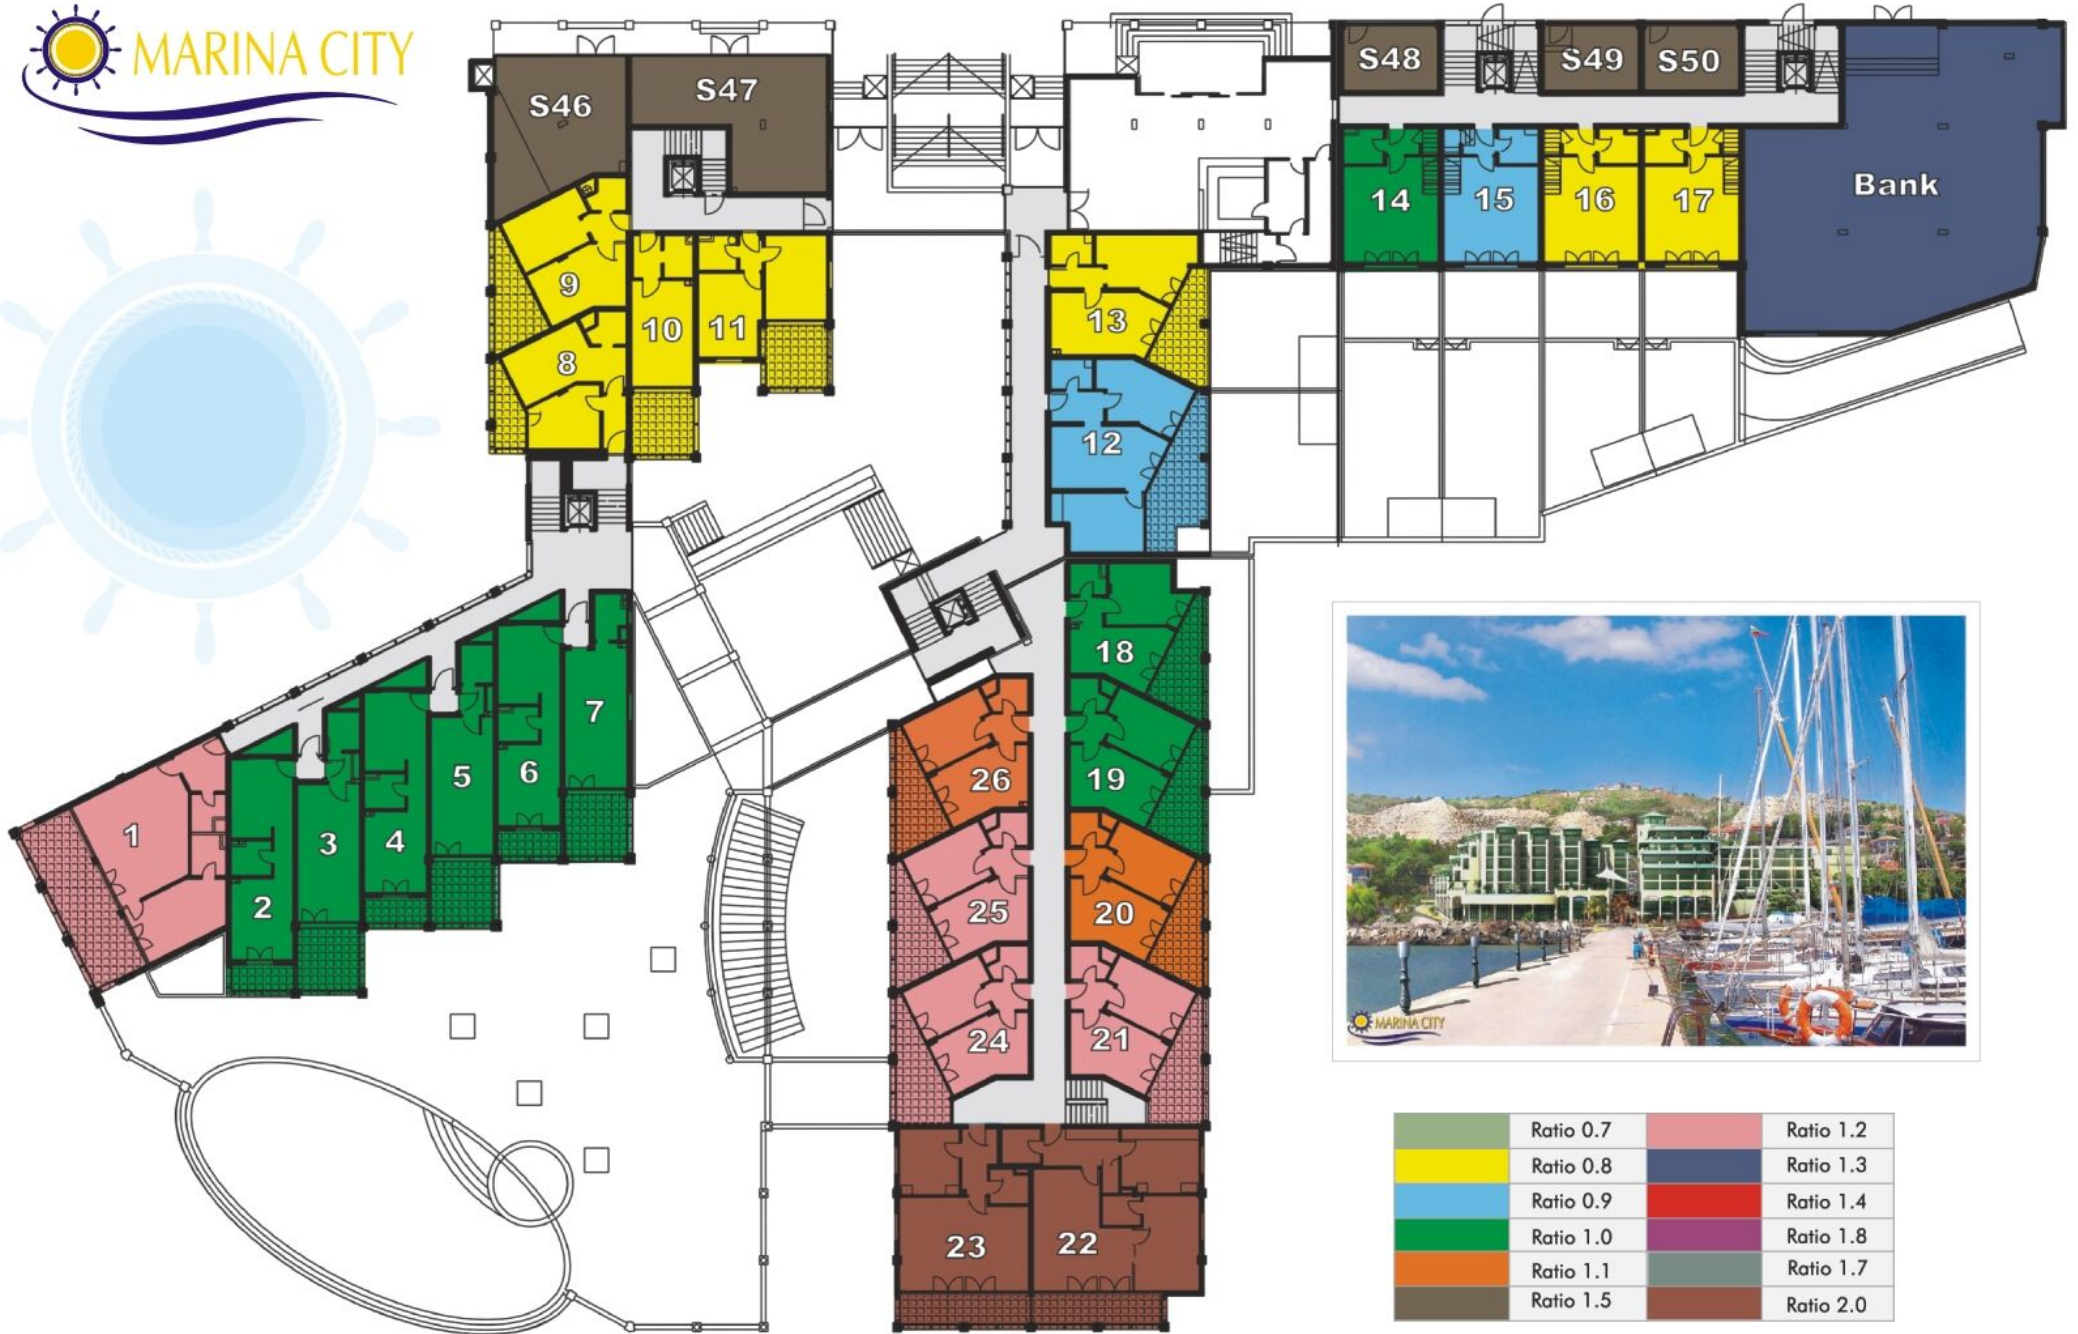 MARINA CITY
S46
S47
S48
S49
S50
Bank
14
15
16
17
9
8
10
11
13
12
18
19
20
21
26
25
24
23
22
7
6
5
4
3
2
1
MARINA CITY
Ratio 0.7
Ratio 1.2
Ratio 0.8
Ratio 1.3
Ratio 0.9
Ratio 1.4
Ratio 1.0
Ratio 1.8
Ratio 1.1
Ratio 1.7
Ratio 1.5
Ratio 2.0